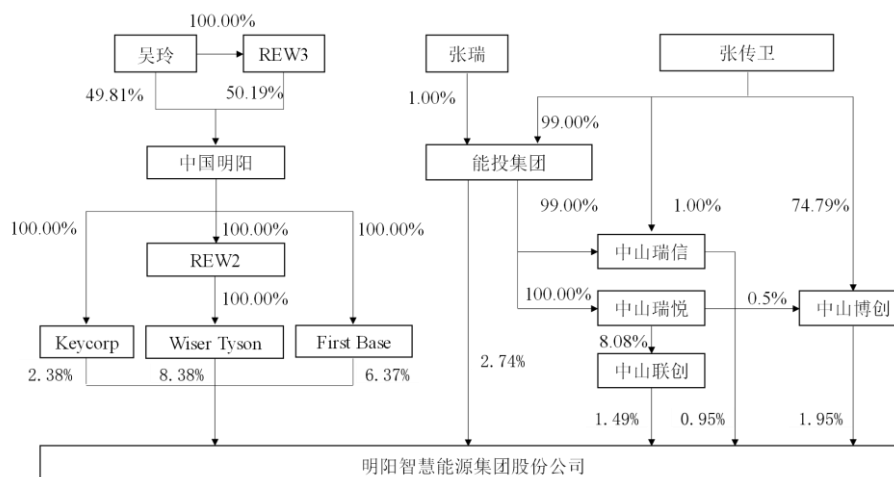 100.00%
吴玲
REW3
张瑞
张传卫
49.81%
50.19%
1.00%
99.00%
中国明阳
能投集团
100.00%
100.00%
100.00%
99.00%
1.00%
74.79%
REW2
中山瑞信
100.00%
100.00%
中山瑞悦
0.5%
中山博创
Keycorp
Wiser Tyson
First Base
8.08%
2.38%
8.38%
6.37%
2.74%
中山联创
1.49%
0.95%
1.95%
明阳智慧能源集团股份公司